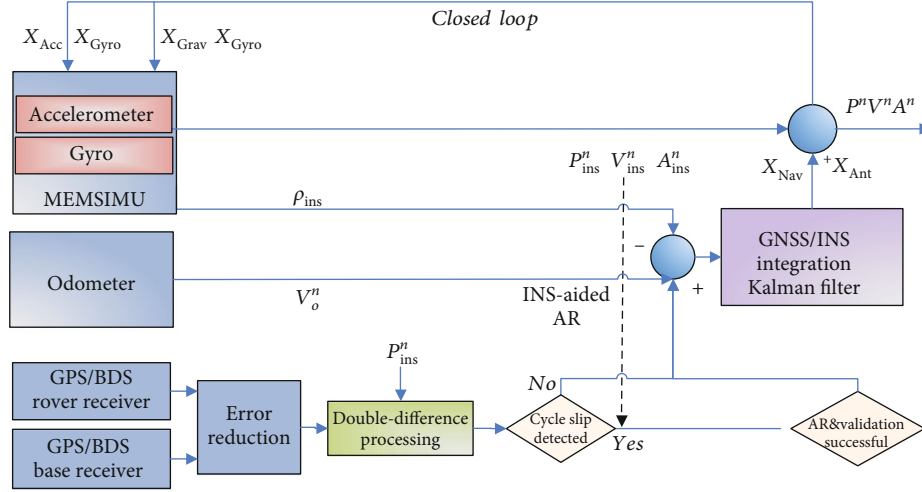 Closed loop
X_Acc X_Gyro X_Grav X_Gyro
Accelerometer
Gyro
MEMSIMU
P^n V^n A^n
P^n_ins V^n_ins A^n_ins
X_Nav + X_Ant
ρ_ins
−
+
GNSS/INS
integration
Kalman filter
Odometer
V^n_o
INS-aided
AR
P^n_ins
GPS/BDS
rover receiver
GPS/BDS
base receiver
Error
reduction
Double-difference
processing
No
Cycle slip
detected
Yes
AR&validation
successful